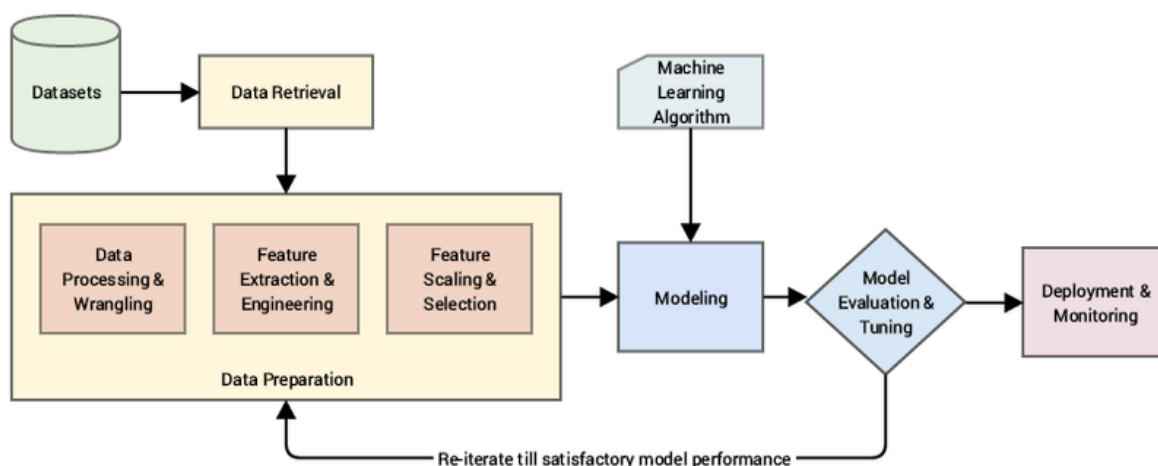 Datasets
Data Retrieval
Machine
Learning
Algorithm
Data
Processing &
Wrangling
Feature
Extraction &
Engineering
Feature
Scaling &
Selection
Data Preparation
Modeling
Model
Evaluation &
Tuning
Deployment &
Monitoring
Re-iterate till satisfactory model performance